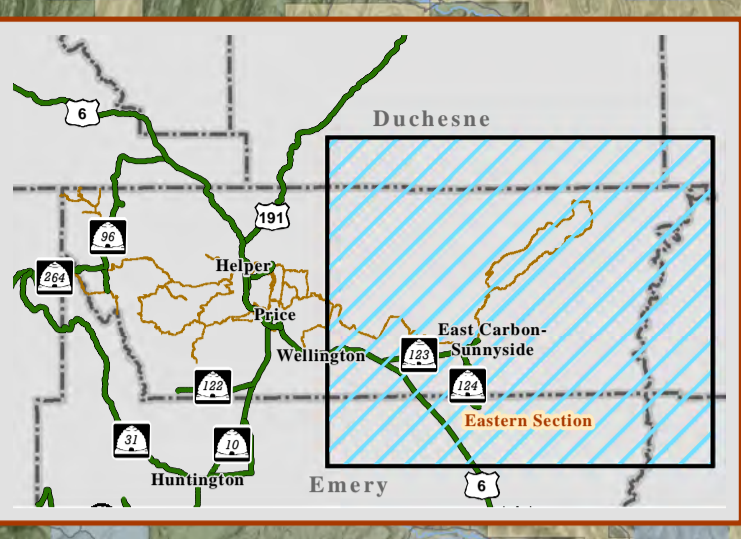 6
Duchesne
191
96
264
Helper
Price
East Carbon-
Sunnyside
Wellington
123
122
124
Eastern Section
31
10
Huntington
Emery
6